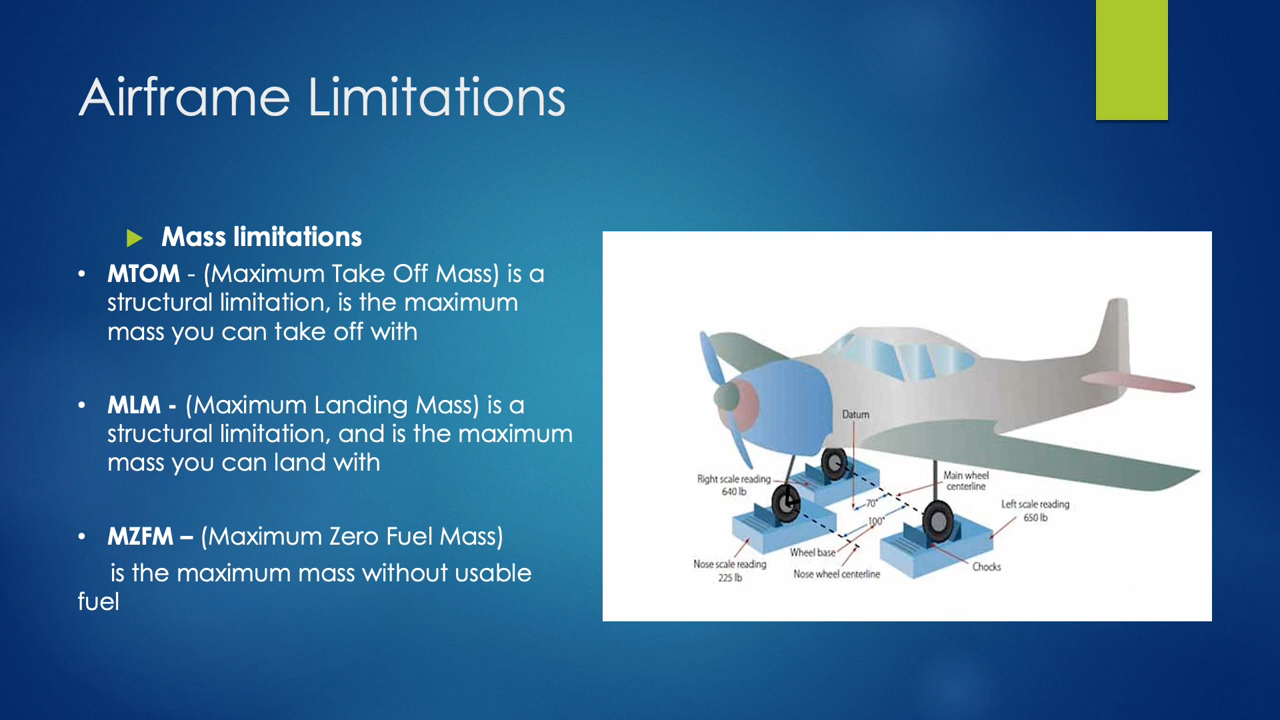 Airframe Limitations
Mass limitations
• MTOM - (Maximum Take Off Mass) is a
structural limitation, is the maximum
mass you can take off with
• MLM - (Maximum Landing Mass) is a
structural limitation, and is the maximum
mass you can land with
• MZFM – (Maximum Zero Fuel Mass)
is the maximum mass without usable
fuel
Datum
Right scale reading
640 lb
Main wheel
centerline
70"
Left scale reading
650 lb
100"
Wheel base
Nose scale reading
225 lb
Nose wheel centerline
Chocks